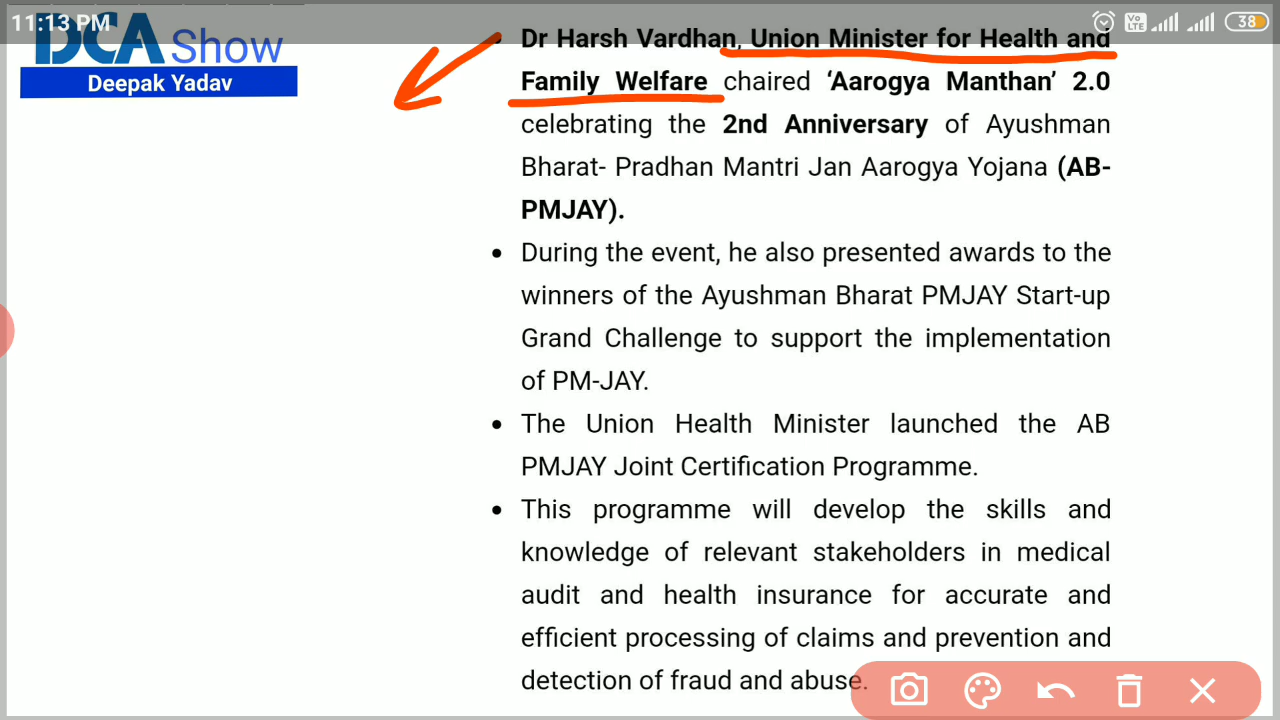 11:13 PM
Vo LTE
38
DCA Show
Deepak Yadav
• Dr Harsh Vardhan, Union Minister for Health and
Family Welfare chaired ‘Aarogya Manthan’ 2.0
celebrating the 2nd Anniversary of Ayushman
Bharat- Pradhan Mantri Jan Aarogya Yojana (AB-
PMJAY).
• During the event, he also presented awards to the
winners of the Ayushman Bharat PMJAY Start-up
Grand Challenge to support the implementation
of PM-JAY.
• The Union Health Minister launched the AB
PMJAY Joint Certification Programme.
• This programme will develop the skills and
knowledge of relevant stakeholders in medical
audit and health insurance for accurate and
efficient processing of claims and prevention and
detection of fraud and abuse.